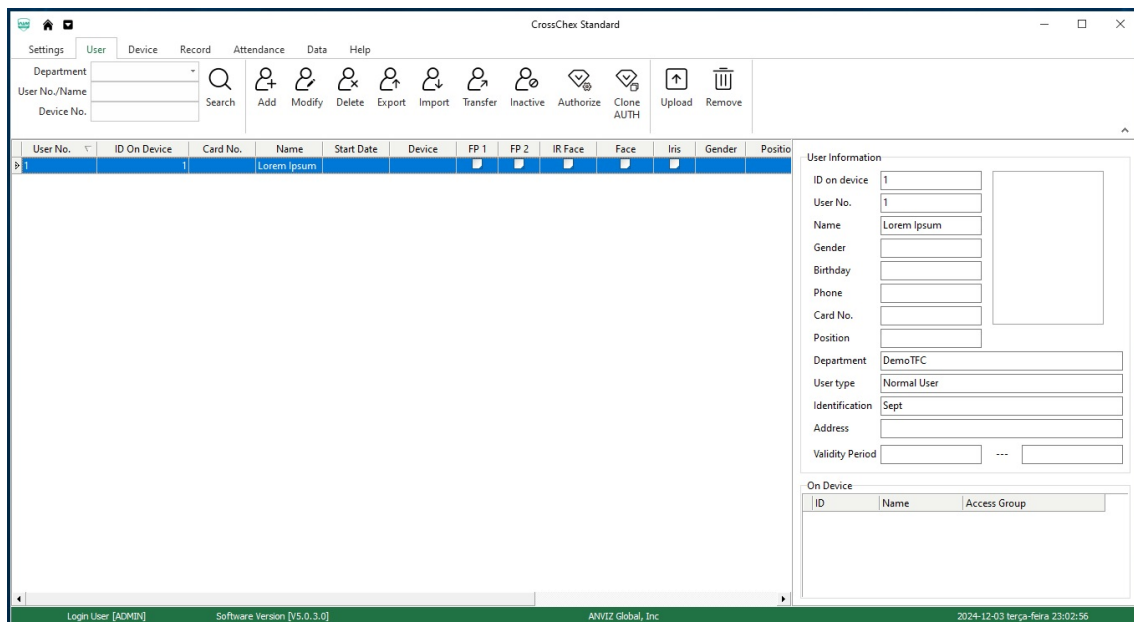 CrossChex Standard
Settings User Device Record Attendance Data Help
Department
User No./Name
Device No.
Search
Add
Modify
Delete
Export
Import
Transfer
Inactive
Authorize
Clone
AUTH
Upload
Remove
User No. ID On Device Card No. Name Start Date Device FP 1 FP 2 IR Face Face Iris Gender Positio
1 1 Lorem Ipsum
User Information
ID on device 1
User No. 1
Name Lorem Ipsum
Gender
Birthday
Phone
Card No.
Position
Department DemoTFC
User type Normal User
Identification Sept
Address
Validity Period ---
On Device
ID Name Access Group
Login User [ADMIN] Software Version [V5.0.3.0] ANVIZ Global, Inc 2024-12-03 terça-feira 23:02:56